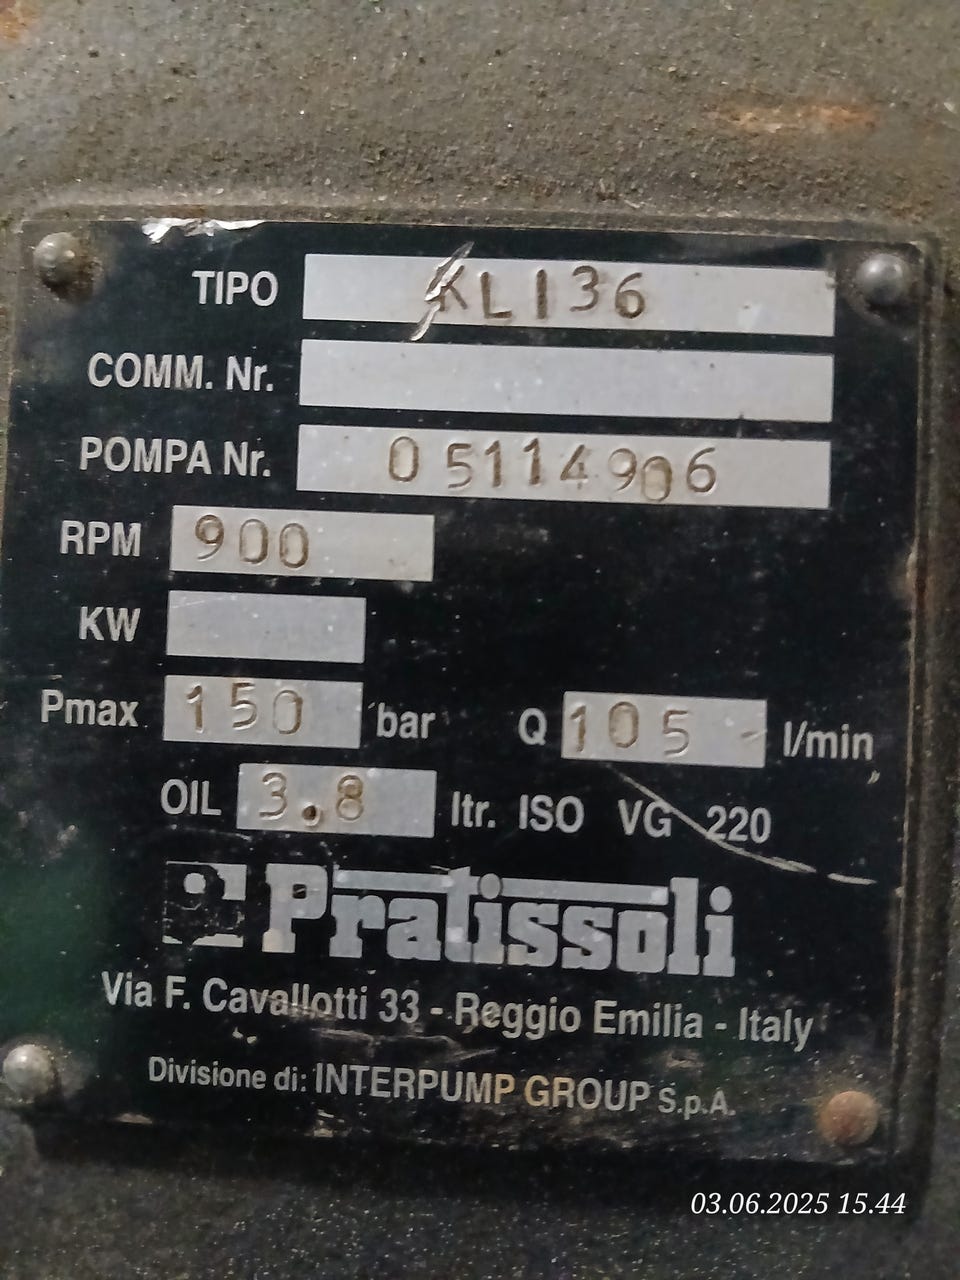 TIPO KL136
COMM. Nr.
POMPA Nr. 05114906
RPM 900
KW
Pmax 150 bar Q 105 l/min
OIL 3.8 ltr. ISO VG 220
Pratissoli
Via F. Cavallotti 33 - Reggio Emilia - Italy
Divisione di: INTERPUMP GROUP S.p.A.
03.06.2025 15.44